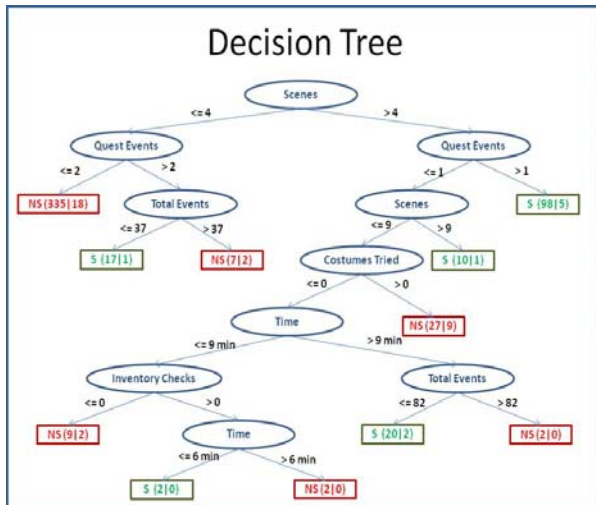 Decision Tree
Scenes
<= 4 > 4
Quest Events Quest Events
<= 2 > 2 <= 1 > 1
NS (335|18) Total Events Scenes S (98|5)
<= 37 > 37 <= 9 > 9
S (17|1) NS (7|2) Costumes Tried S (10|1)
<= 0 > 0
Time NS (27|9)
<= 9 min > 9 min
Inventory Checks Total Events
<= 0 > 0 <= 82 > 82
NS (9|2) Time S (20|2) NS (2|0)
<= 6 min > 6 min
S (2|0) NS (2|0)